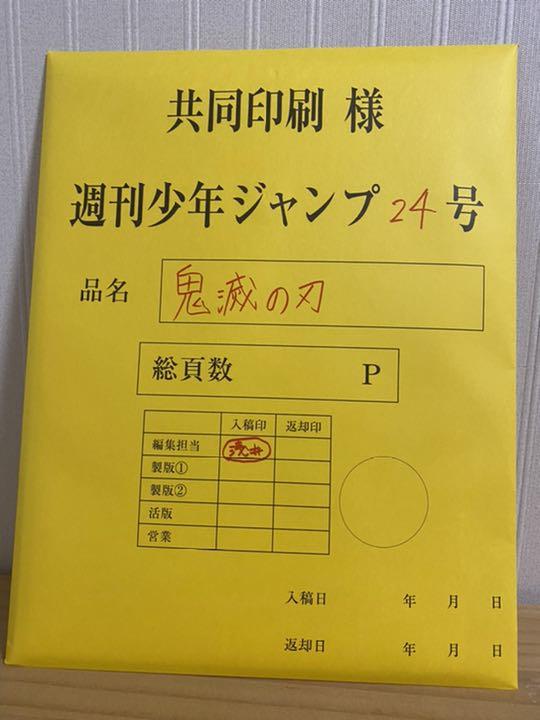 共同印刷 様
週刊少年ジャンプ 24 号
品名 鬼滅の刃
総頁数 P
入稿印 返却印
編集担当
製版①
製版②
活版
営業
入稿日 年 月 日
返却日 年 月 日